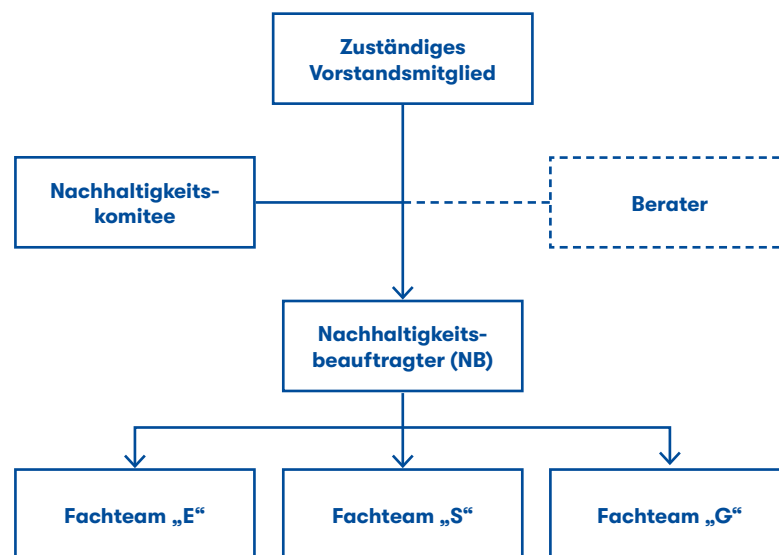 Zuständiges
Vorstandsmitglied
Nachhaltigkeits-
komitee
Berater
Nachhaltigkeits-
beauftragter (NB)
Fachteam „E“
Fachteam „S“
Fachteam „G“